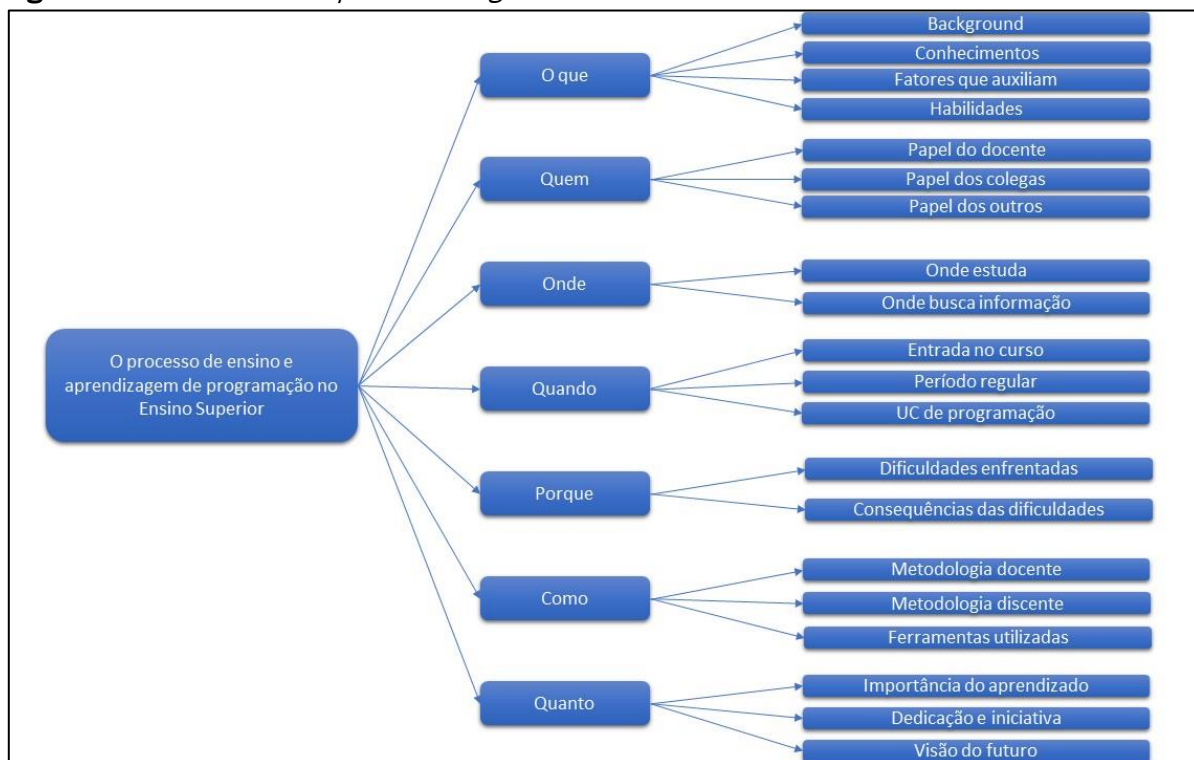 O processo de ensino e
aprendizagem de programação no
Ensino Superior
O que
Background
Conhecimentos
Fatores que auxiliam
Habilidades
Quem
Papel do docente
Papel dos colegas
Papel dos outros
Onde
Onde estuda
Onde busca informação
Quando
Entrada no curso
Período regular
UC de programação
Porque
Dificuldades enfrentadas
Consequências das dificuldades
Como
Metodologia docente
Metodologia discente
Ferramentas utilizadas
Quanto
Importância do aprendizado
Dedicação e iniciativa
Visão do futuro